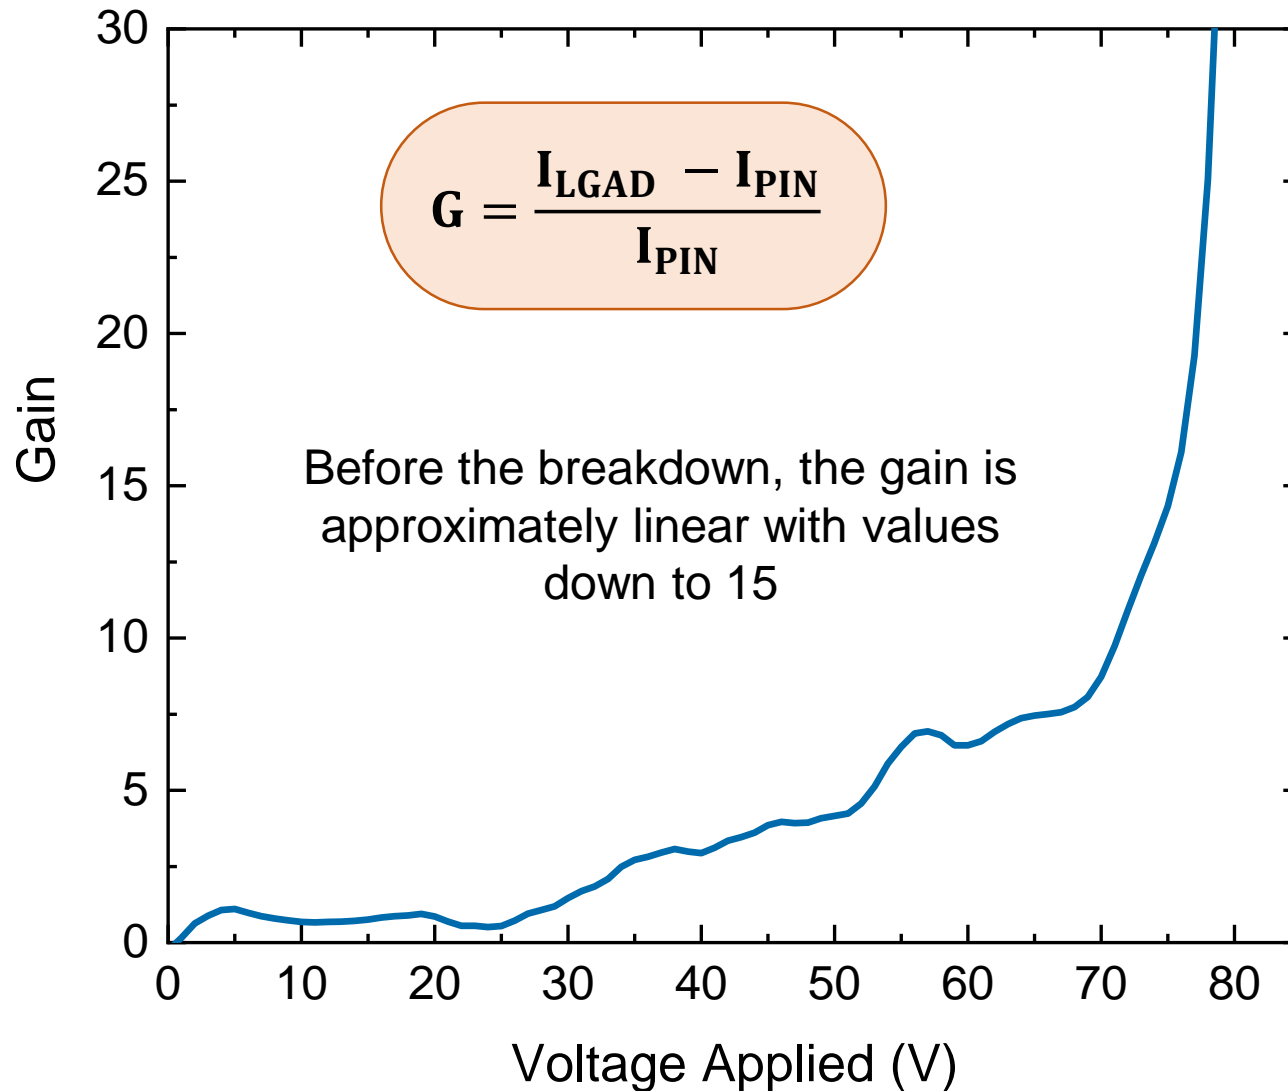 30
25
20
15
10
5
0
Gain
G = (I_LGAD − I_PIN) / I_PIN
Before the breakdown, the gain is
approximately linear with values
down to 15
0 10 20 30 40 50 60 70 80
Voltage Applied (V)